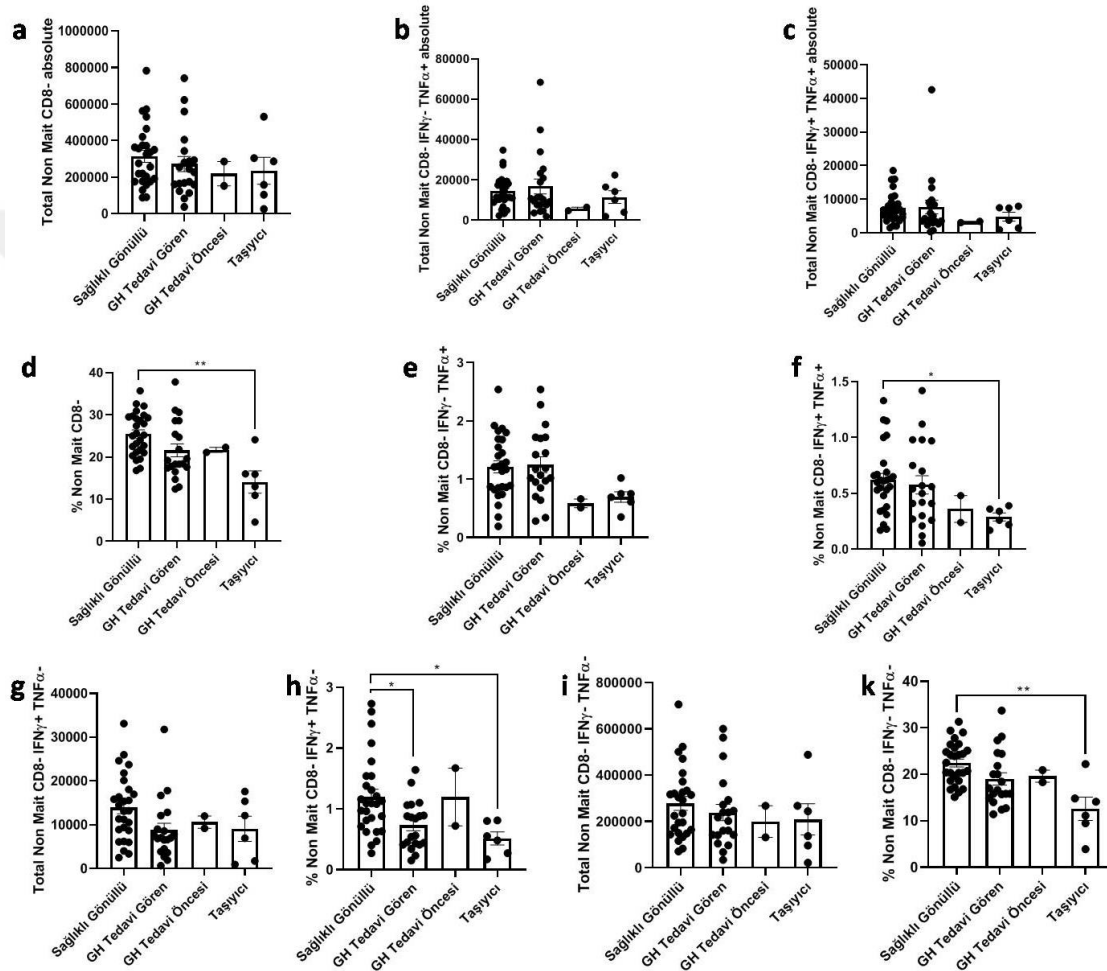 a
Total Non Mait CD8- absolute
1000000
800000
600000
400000
200000
0
Sağlıklı Gönüllü
GH Tedavi Gören
GH Tedavi Öncesi
Taşıyıcı
b
Total Non Mait CD8- IFNγ- TNFα+ absolute
80000
60000
40000
20000
0
Sağlıklı Gönüllü
GH Tedavi Gören
GH Tedavi Öncesi
Taşıyıcı
c
Total Non Mait CD8- IFNγ+ TNFα+ absolute
50000
40000
30000
20000
10000
0
Sağlıklı Gönüllü
GH Tedavi Gören
GH Tedavi Öncesi
Taşıyıcı
d
% Non Mait CD8-
40
30
20
10
0
**
Sağlıklı Gönüllü
GH Tedavi Gören
GH Tedavi Öncesi
Taşıyıcı
e
% Non Mait CD8- IFNγ- TNFα+
3
2
1
0
Sağlıklı Gönüllü
GH Tedavi Gören
GH Tedavi Öncesi
Taşıyıcı
f
% Non Mait CD8- IFNγ+ TNFα+
1.5
1.0
0.5
0.0
*
Sağlıklı Gönüllü
GH Tedavi Gören
GH Tedavi Öncesi
Taşıyıcı
g
Total Non Mait CD8- IFNγ+ TNFα-
40000
30000
20000
10000
0
Sağlıklı Gönüllü
GH Tedavi Gören
GH Tedavi Öncesi
Taşıyıcı
h
% Non Mait CD8- IFNγ+ TNFα-
3
2
1
0
*
*
Sağlıklı Gönüllü
GH Tedavi Gören
GH Tedavi Öncesi
Taşıyıcı
i
Total Non Mait CD8- IFNγ- TNFα-
800000
600000
400000
300000
200000
100000
0
Sağlıklı Gönüllü
GH Tedavi Gören
GH Tedavi Öncesi
Taşıyıcı
k
% Non Mait CD8- IFNγ- TNFα-
40
30
20
10
0
**
Sağlıklı Gönüllü
GH Tedavi Gören
GH Tedavi Öncesi
Taşıyıcı